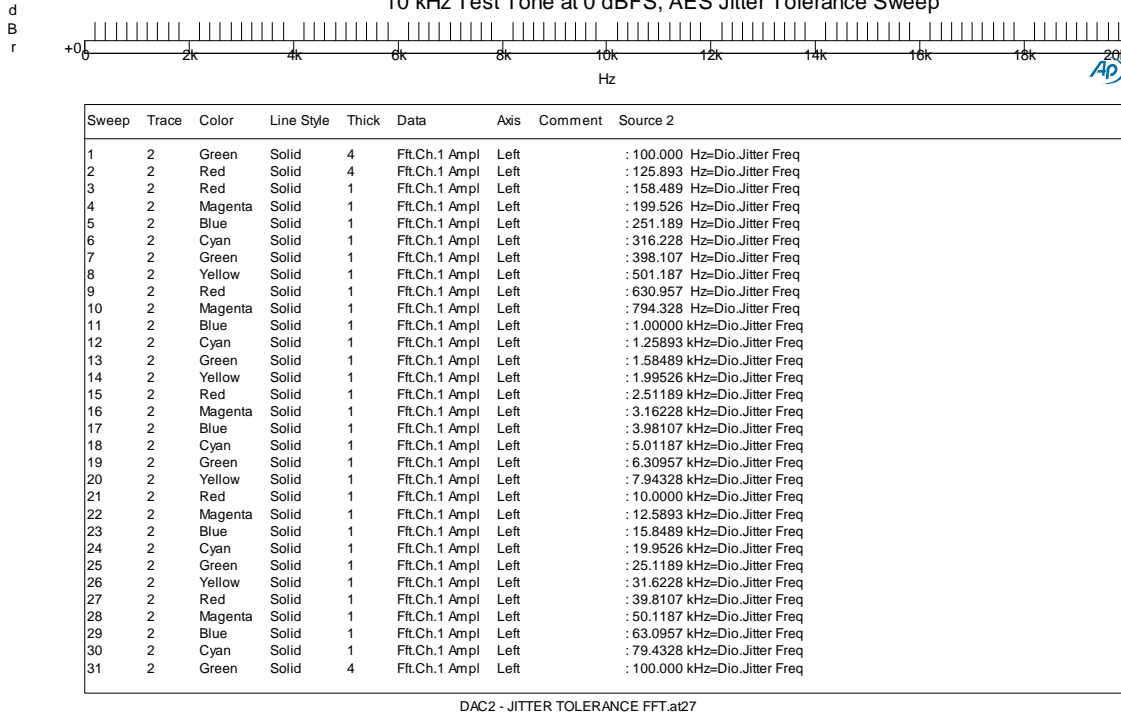 10 kHz Test Tone at 0 dBFS, AES Jitter Tolerance Sweep
d
B
r
+0
0 2k 4k 6k 8k 10k 12k 14k 16k 18k 20k
Hz
Ap
Sweep Trace Color Line Style Thick Data Axis Comment Source 2
1 2 Green Solid 4 Fft.Ch.1 Ampl Left : 100.000 Hz=Dio.Jitter Freq
2 2 Red Solid 4 Fft.Ch.1 Ampl Left : 125.893 Hz=Dio.Jitter Freq
3 2 Red Solid 1 Fft.Ch.1 Ampl Left : 158.489 Hz=Dio.Jitter Freq
4 2 Magenta Solid 1 Fft.Ch.1 Ampl Left : 199.526 Hz=Dio.Jitter Freq
5 2 Blue Solid 1 Fft.Ch.1 Ampl Left : 251.189 Hz=Dio.Jitter Freq
6 2 Cyan Solid 1 Fft.Ch.1 Ampl Left : 316.228 Hz=Dio.Jitter Freq
7 2 Green Solid 1 Fft.Ch.1 Ampl Left : 398.107 Hz=Dio.Jitter Freq
8 2 Yellow Solid 1 Fft.Ch.1 Ampl Left : 501.187 Hz=Dio.Jitter Freq
9 2 Red Solid 1 Fft.Ch.1 Ampl Left : 630.957 Hz=Dio.Jitter Freq
10 2 Magenta Solid 1 Fft.Ch.1 Ampl Left : 794.328 Hz=Dio.Jitter Freq
11 2 Blue Solid 1 Fft.Ch.1 Ampl Left : 1.00000 kHz=Dio.Jitter Freq
12 2 Cyan Solid 1 Fft.Ch.1 Ampl Left : 1.25893 kHz=Dio.Jitter Freq
13 2 Green Solid 1 Fft.Ch.1 Ampl Left : 1.58489 kHz=Dio.Jitter Freq
14 2 Yellow Solid 1 Fft.Ch.1 Ampl Left : 1.99526 kHz=Dio.Jitter Freq
15 2 Red Solid 1 Fft.Ch.1 Ampl Left : 2.51189 kHz=Dio.Jitter Freq
16 2 Magenta Solid 1 Fft.Ch.1 Ampl Left : 3.16228 kHz=Dio.Jitter Freq
17 2 Blue Solid 1 Fft.Ch.1 Ampl Left : 3.98107 kHz=Dio.Jitter Freq
18 2 Cyan Solid 1 Fft.Ch.1 Ampl Left : 5.01187 kHz=Dio.Jitter Freq
19 2 Green Solid 1 Fft.Ch.1 Ampl Left : 6.30957 kHz=Dio.Jitter Freq
20 2 Yellow Solid 1 Fft.Ch.1 Ampl Left : 7.94328 kHz=Dio.Jitter Freq
21 2 Red Solid 1 Fft.Ch.1 Ampl Left : 10.0000 kHz=Dio.Jitter Freq
22 2 Magenta Solid 1 Fft.Ch.1 Ampl Left : 12.5893 kHz=Dio.Jitter Freq
23 2 Blue Solid 1 Fft.Ch.1 Ampl Left : 15.8489 kHz=Dio.Jitter Freq
24 2 Cyan Solid 1 Fft.Ch.1 Ampl Left : 19.9526 kHz=Dio.Jitter Freq
25 2 Green Solid 1 Fft.Ch.1 Ampl Left : 25.1189 kHz=Dio.Jitter Freq
26 2 Yellow Solid 1 Fft.Ch.1 Ampl Left : 31.6228 kHz=Dio.Jitter Freq
27 2 Red Solid 1 Fft.Ch.1 Ampl Left : 39.8107 kHz=Dio.Jitter Freq
28 2 Magenta Solid 1 Fft.Ch.1 Ampl Left : 50.1187 kHz=Dio.Jitter Freq
29 2 Blue Solid 1 Fft.Ch.1 Ampl Left : 63.0957 kHz=Dio.Jitter Freq
30 2 Cyan Solid 1 Fft.Ch.1 Ampl Left : 79.4328 kHz=Dio.Jitter Freq
31 2 Green Solid 4 Fft.Ch.1 Ampl Left : 100.000 kHz=Dio.Jitter Freq
DAC2 - JITTER TOLERANCE FFT.at27